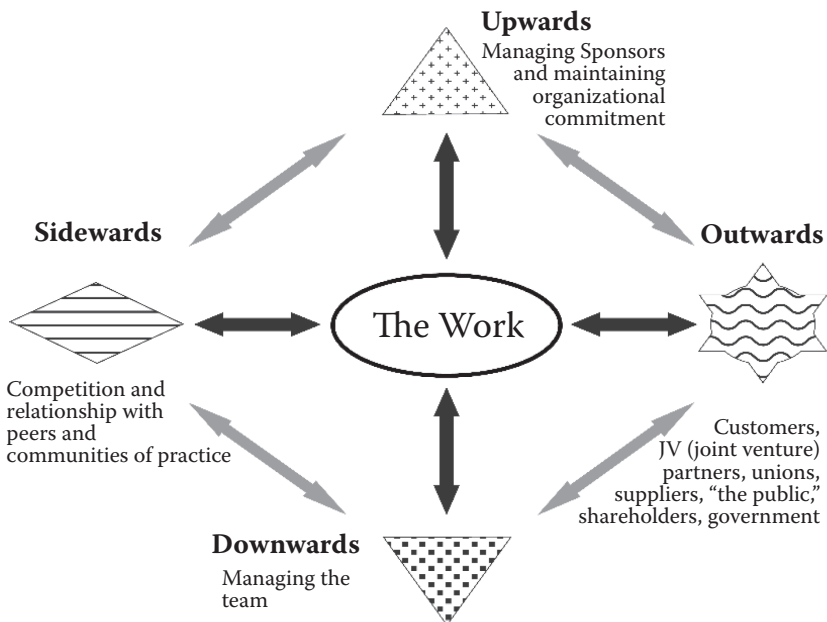 Upwards
Managing Sponsors
and maintaining
organizational
commitment
Sidewards
Outwards
The Work
Competition and
relationship with
peers and
communities of practice
Customers,
JV (joint venture)
partners, unions,
suppliers, “the public,”
shareholders, government
Downwards
Managing the
team